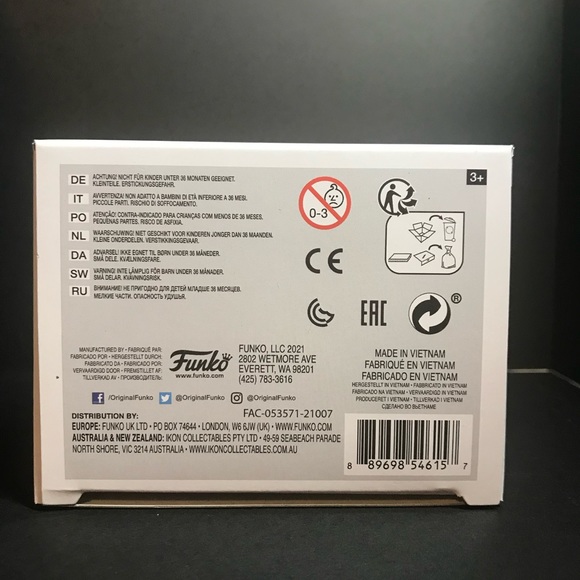 3+
DE ACHTUNG! NICHT FÜR KINDER UNTER 36 MONATEN GEEIGNET.
KLEINTEILE. ERSTICKUNGSGEFAHR.
IT AVVERTENZA! NON ADATTO A BAMBINI DI ETÀ INFERIORE A 36 MESI.
PICCOLE PARTI, RISCHIO DI SOFFOCAMENTO.
PO ATENÇÃO! CONTRA-INDICADO PARA CRIANÇAS COM MENOS DE 36 MESES.
PEQUENAS PARTES. RISCO DE ASFIXIA.
NL WAARSCHUWING! NIET GESCHIKT VOOR KINDEREN JONGER DAN 36 MAANDEN.
KLEINE ONDERDELEN. VERSTIKKINGSGEVAAR.
DA ADVARSEL! IKKE EGNET TIL BØRN UNDER 36 MÅNEDER.
SMÅ DELE. KVÆLNINGSFARE.
SW VARNING! INTE LÄMPLIG FÖR BARN UNDER 36 MÅNADER.
SMÅ DELAR. KVÄVNINGSRISK.
RU ВНИМАНИЕ! НЕ ПРИГОДНО ДЛЯ ДЕТЕЙ МЛАДШЕ 36 МЕСЯЦЕВ.
МЕЛКИЕ ЧАСТИ, ОПАСНОСТЬ УДУШЬЯ.
0-3
CE
EAC
®
MANUFACTURED BY • FABRIQUÉ PAR:
FABRICADO POR • HERGESTELLT DURCH:
FABBRICATO DA • FABRICADO POR:
VERVAARDIGD DOOR • FREMSTILLET AF:
TILLVERKAD AV • ПРОИЗВОДИТЕЛЬ:
Funko
www.funko.com
FUNKO, LLC 2021
2802 WETMORE AVE
EVERETT, WA 98201
(425) 783-3616
MADE IN VIETNAM
FABRIQUÉ EN VIETNAM
FABRICADO EN VIETNAM
HERGESTELLT IN VIETNAM • FABBRICATO IN VIETNAM
FABRICADO NO VIETNAM • VERVAARDIGD IN VIETNAM
PRODUCERET I VIETNAM • TILLVERKAD I VIETNAM
СДЕЛАНО ВО ВЬЕТНАМЕ
/OriginalFunko @OriginalFunko @OriginalFunko
FAC-053571-21007
DISTRIBUTION BY:
EUROPE: FUNKO UK LTD • PO BOX 74644 • LONDON, W6 6JW (UK) • WWW.FUNKO.COM
AUSTRALIA & NEW ZEALAND: IKON COLLECTABLES PTY LTD • 49-59 SEABEACH PARADE
NORTH SHORE, VIC 3214 AUSTRALIA • WWW.IKONCOLLECTABLES.COM.AU
8 89698 54615 7